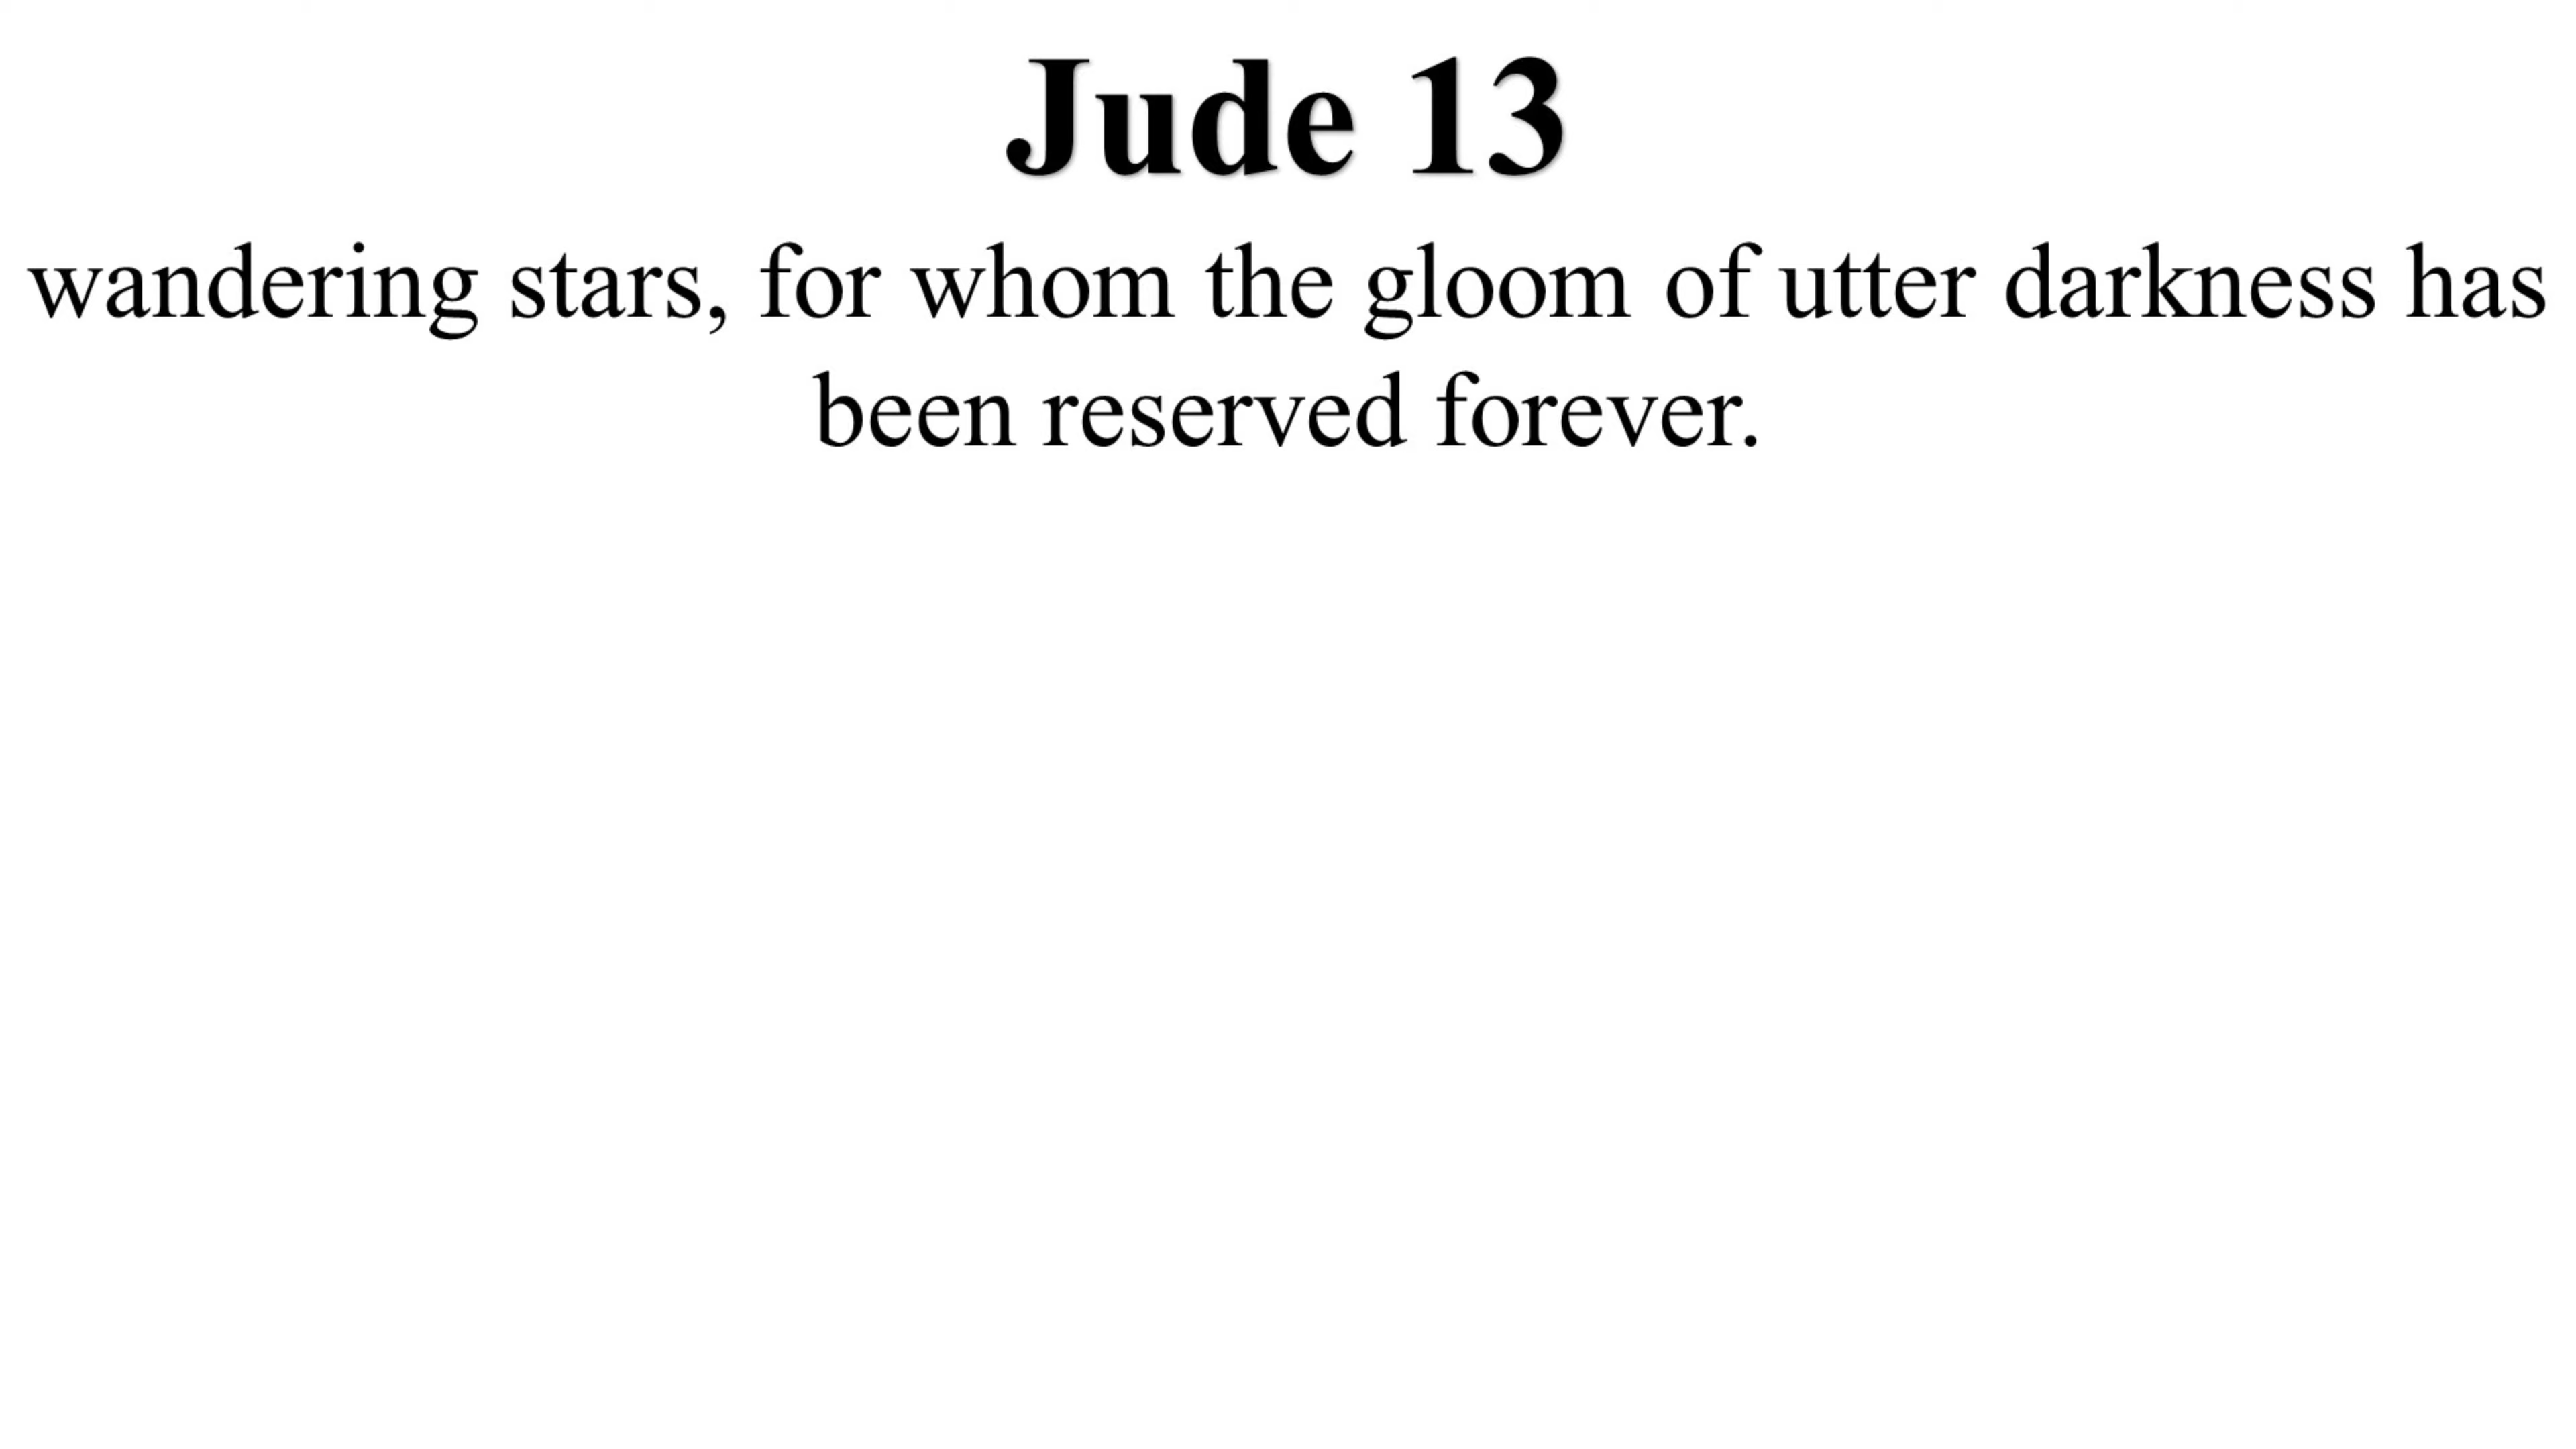 Jude 13
wandering stars, for whom the gloom of utter darkness has
been reserved forever.